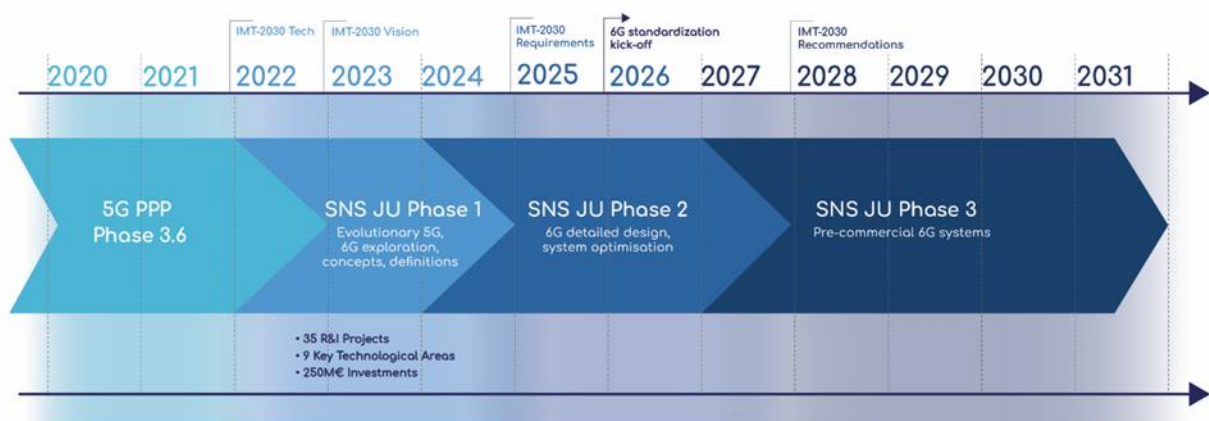 IMT-2030 Tech
IMT-2030 Vision
IMT-2030
Requirements
6G standardization
kick-off
IMT-2030
Recommendations
2020
2021
2022
2023
2024
2025
2026
2027
2028
2029
2030
2031
5G PPP
Phase 3.6
SNS JU Phase 1
Evolutionary 5G,
6G exploration,
concepts, definitions
SNS JU Phase 2
6G detailed design,
system optimisation
SNS JU Phase 3
Pre-commercial 6G systems
• 35 R&I Projects
• 9 Key Technological Areas
• 250M€ Investments